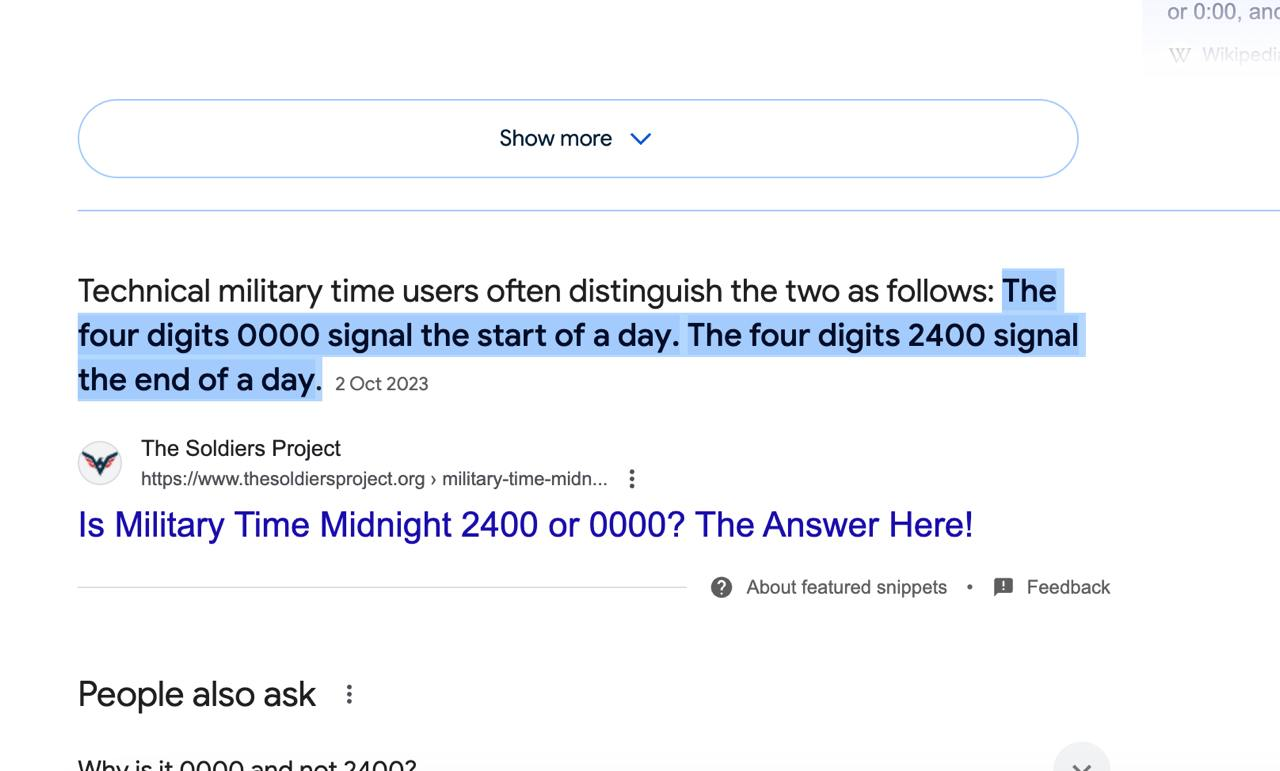 or 0:00, and
Wikipedia
Show more
Technical military time users often distinguish the two as follows: The
four digits 0000 signal the start of a day. The four digits 2400 signal
the end of a day. 2 Oct 2023
The Soldiers Project
https://www.thesoldiersproject.org › military-time-midn...
Is Military Time Midnight 2400 or 0000? The Answer Here!
About featured snippets • Feedback
People also ask
Why is it 0000 and not 2400?